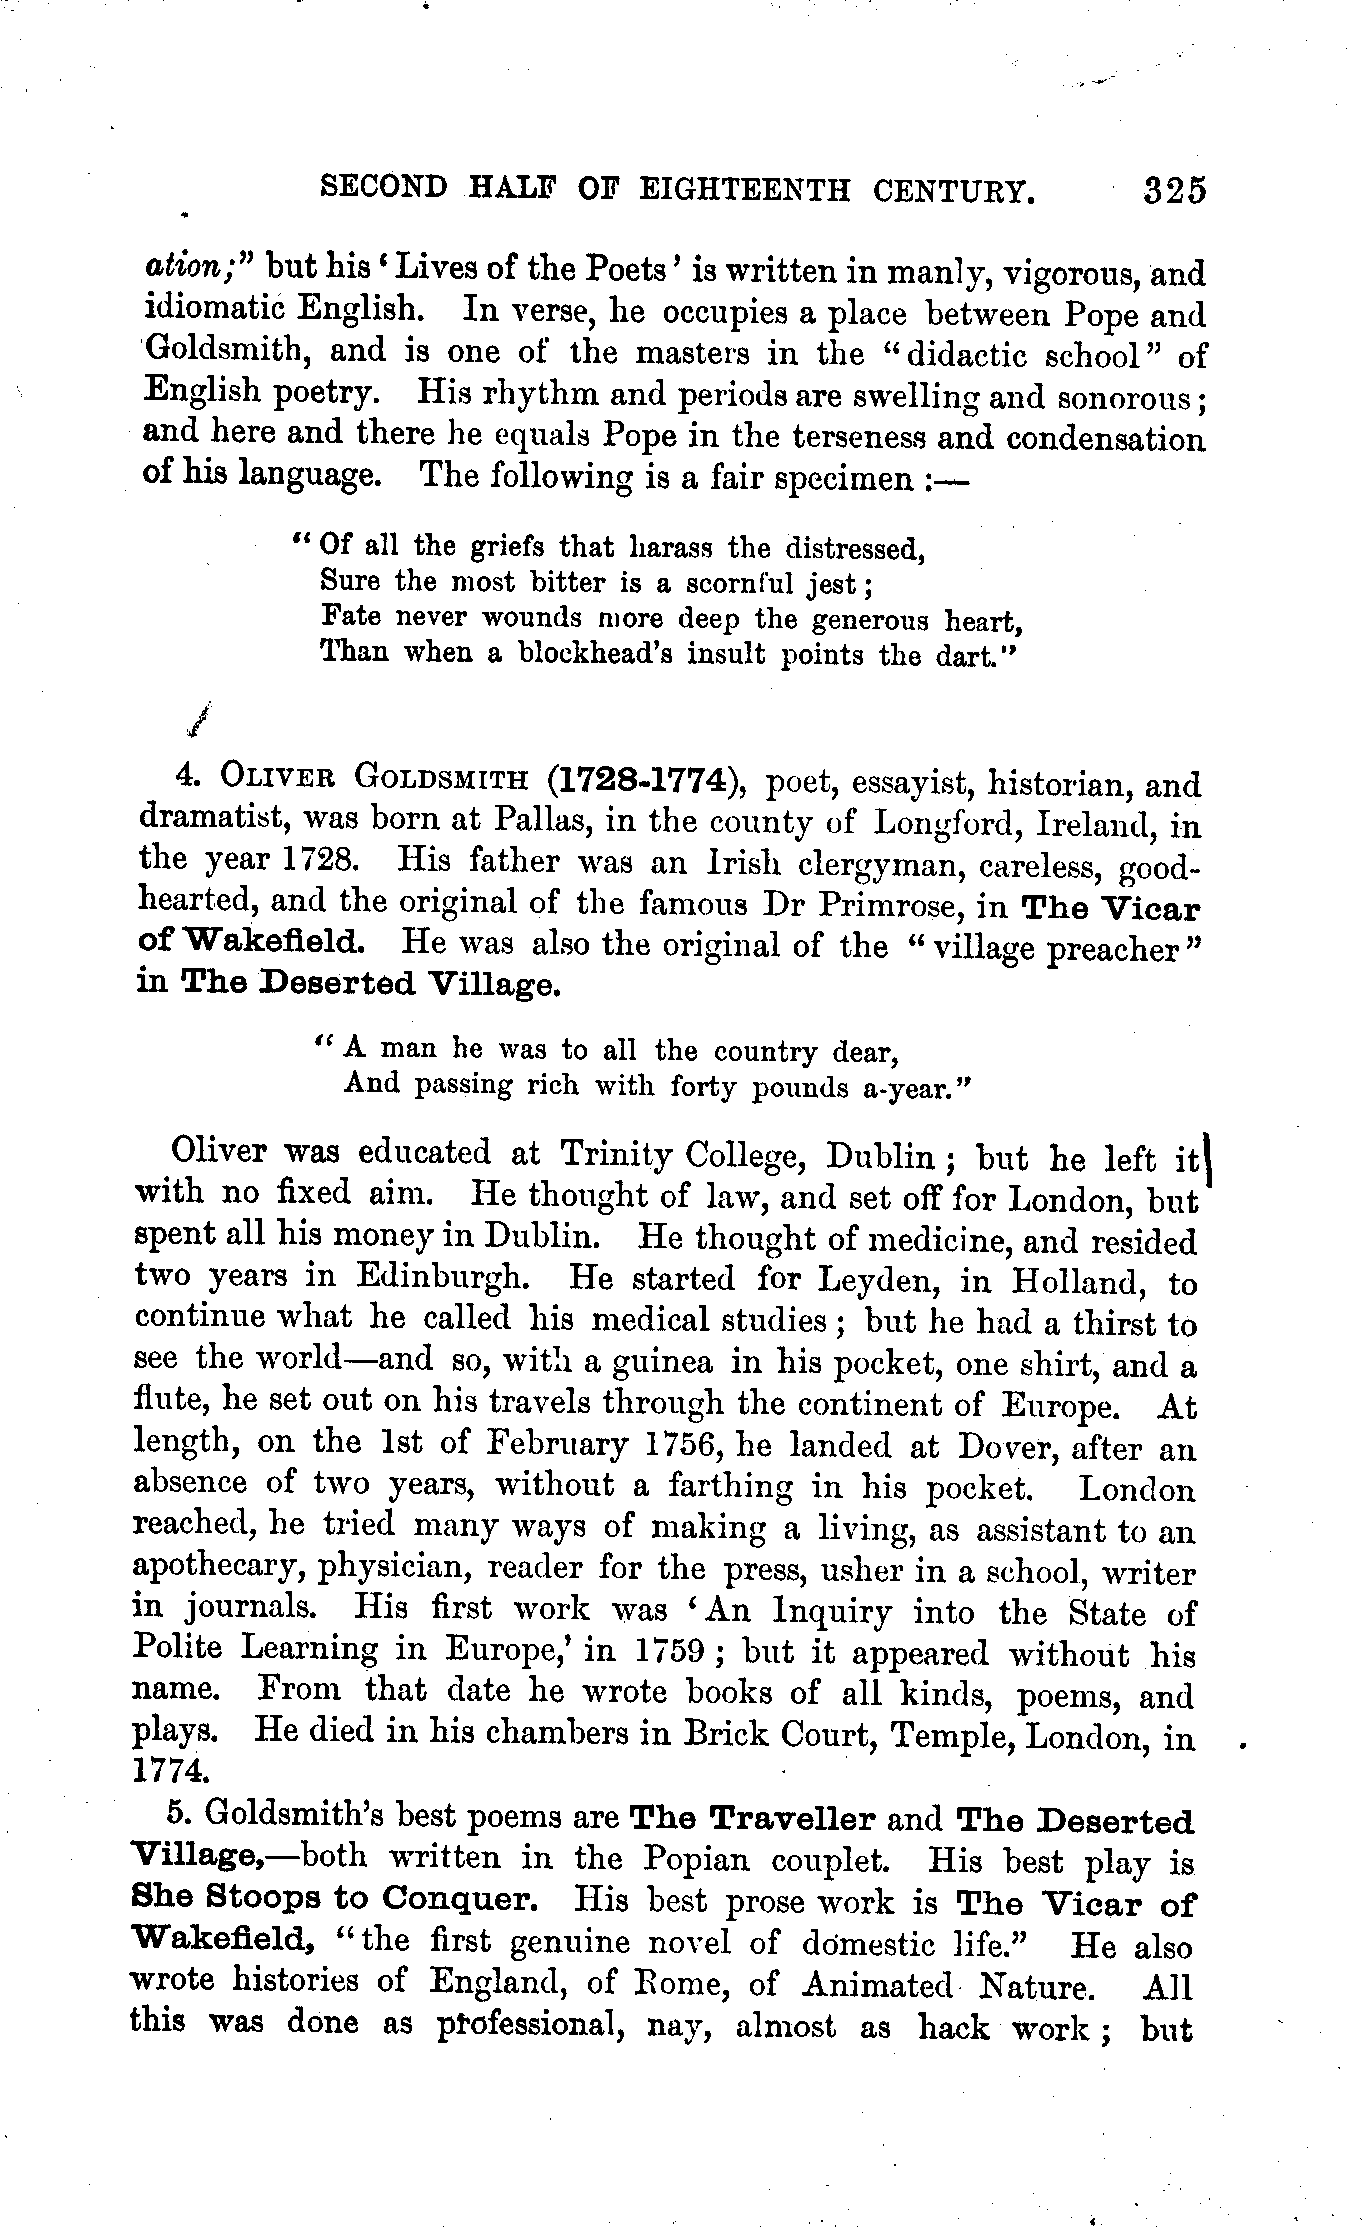 SECOND HALF OF EIGHTEENTH CENTURY. 325
ation;" but his ‘Lives of the Poets’ is written in manly, vigorous, and
idiomatic English. In verse, he occupies a place between Pope and
Goldsmith, and is one of the masters in the "didactic school" of
English poetry. His rhythm and periods are swelling and sonorous;
and here and there he equals Pope in the terseness and condensation
of his language. The following is a fair specimen :—
"Of all the griefs that harass the distressed,
Sure the most bitter is a scornful jest;
Fate never wounds more deep the generous heart,
Than when a blockhead's insult points the dart."
4. OLIVER GOLDSMITH (1728-1774), poet, essayist, historian, and
dramatist, was born at Pallas, in the county of Longford, Ireland, in
the year 1728. His father was an Irish clergyman, careless, good-
hearted, and the original of the famous Dr Primrose, in The Vicar
of Wakefield. He was also the original of the "village preacher"
in The Deserted Village.
"A man he was to all the country dear,
And passing rich with forty pounds a-year."
Oliver was educated at Trinity College, Dublin; but he left it
with no fixed aim. He thought of law, and set off for London, but
spent all his money in Dublin. He thought of medicine, and resided
two years in Edinburgh. He started for Leyden, in Holland, to
continue what he called his medical studies; but he had a thirst to
see the world—and so, with a guinea in his pocket, one shirt, and a
flute, he set out on his travels through the continent of Europe. At
length, on the 1st of February 1756, he landed at Dover, after an
absence of two years, without a farthing in his pocket. London
reached, he tried many ways of making a living, as assistant to an
apothecary, physician, reader for the press, usher in a school, writer
in journals. His first work was ‘An Inquiry into the State of
Polite Learning in Europe,’ in 1759; but it appeared without his
name. From that date he wrote books of all kinds, poems, and
plays. He died in his chambers in Brick Court, Temple, London, in
1774.
5. Goldsmith's best poems are The Traveller and The Deserted
Village,—both written in the Popian couplet. His best play is
She Stoops to Conquer. His best prose work is The Vicar of
Wakefield, "the first genuine novel of domestic life." He also
wrote histories of England, of Rome, of Animated Nature. All
this was done as professional, nay, almost as hack work; but